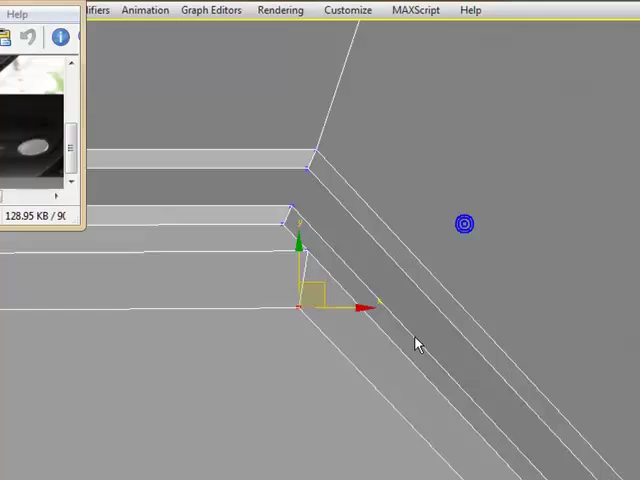 Help
ifiers Animation Graph Editors Rendering Customize MAXScript Help
y
x
128.95 KB / 9(